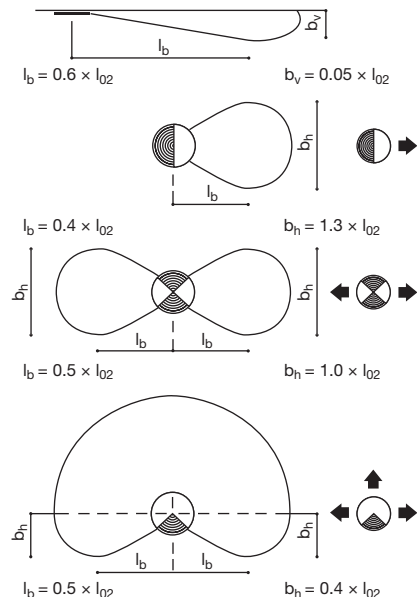 b_v
l_b
l_b = 0.6 × l_02 b_v = 0.05 × l_02
b_h
l_b
l_b = 0.4 × l_02 b_h = 1.3 × l_02
b_h
l_b l_b
l_b = 0.5 × l_02 b_h = 1.0 × l_02
b_h b_h
l_b l_b
l_b = 0.5 × l_02 b_h = 0.4 × l_02